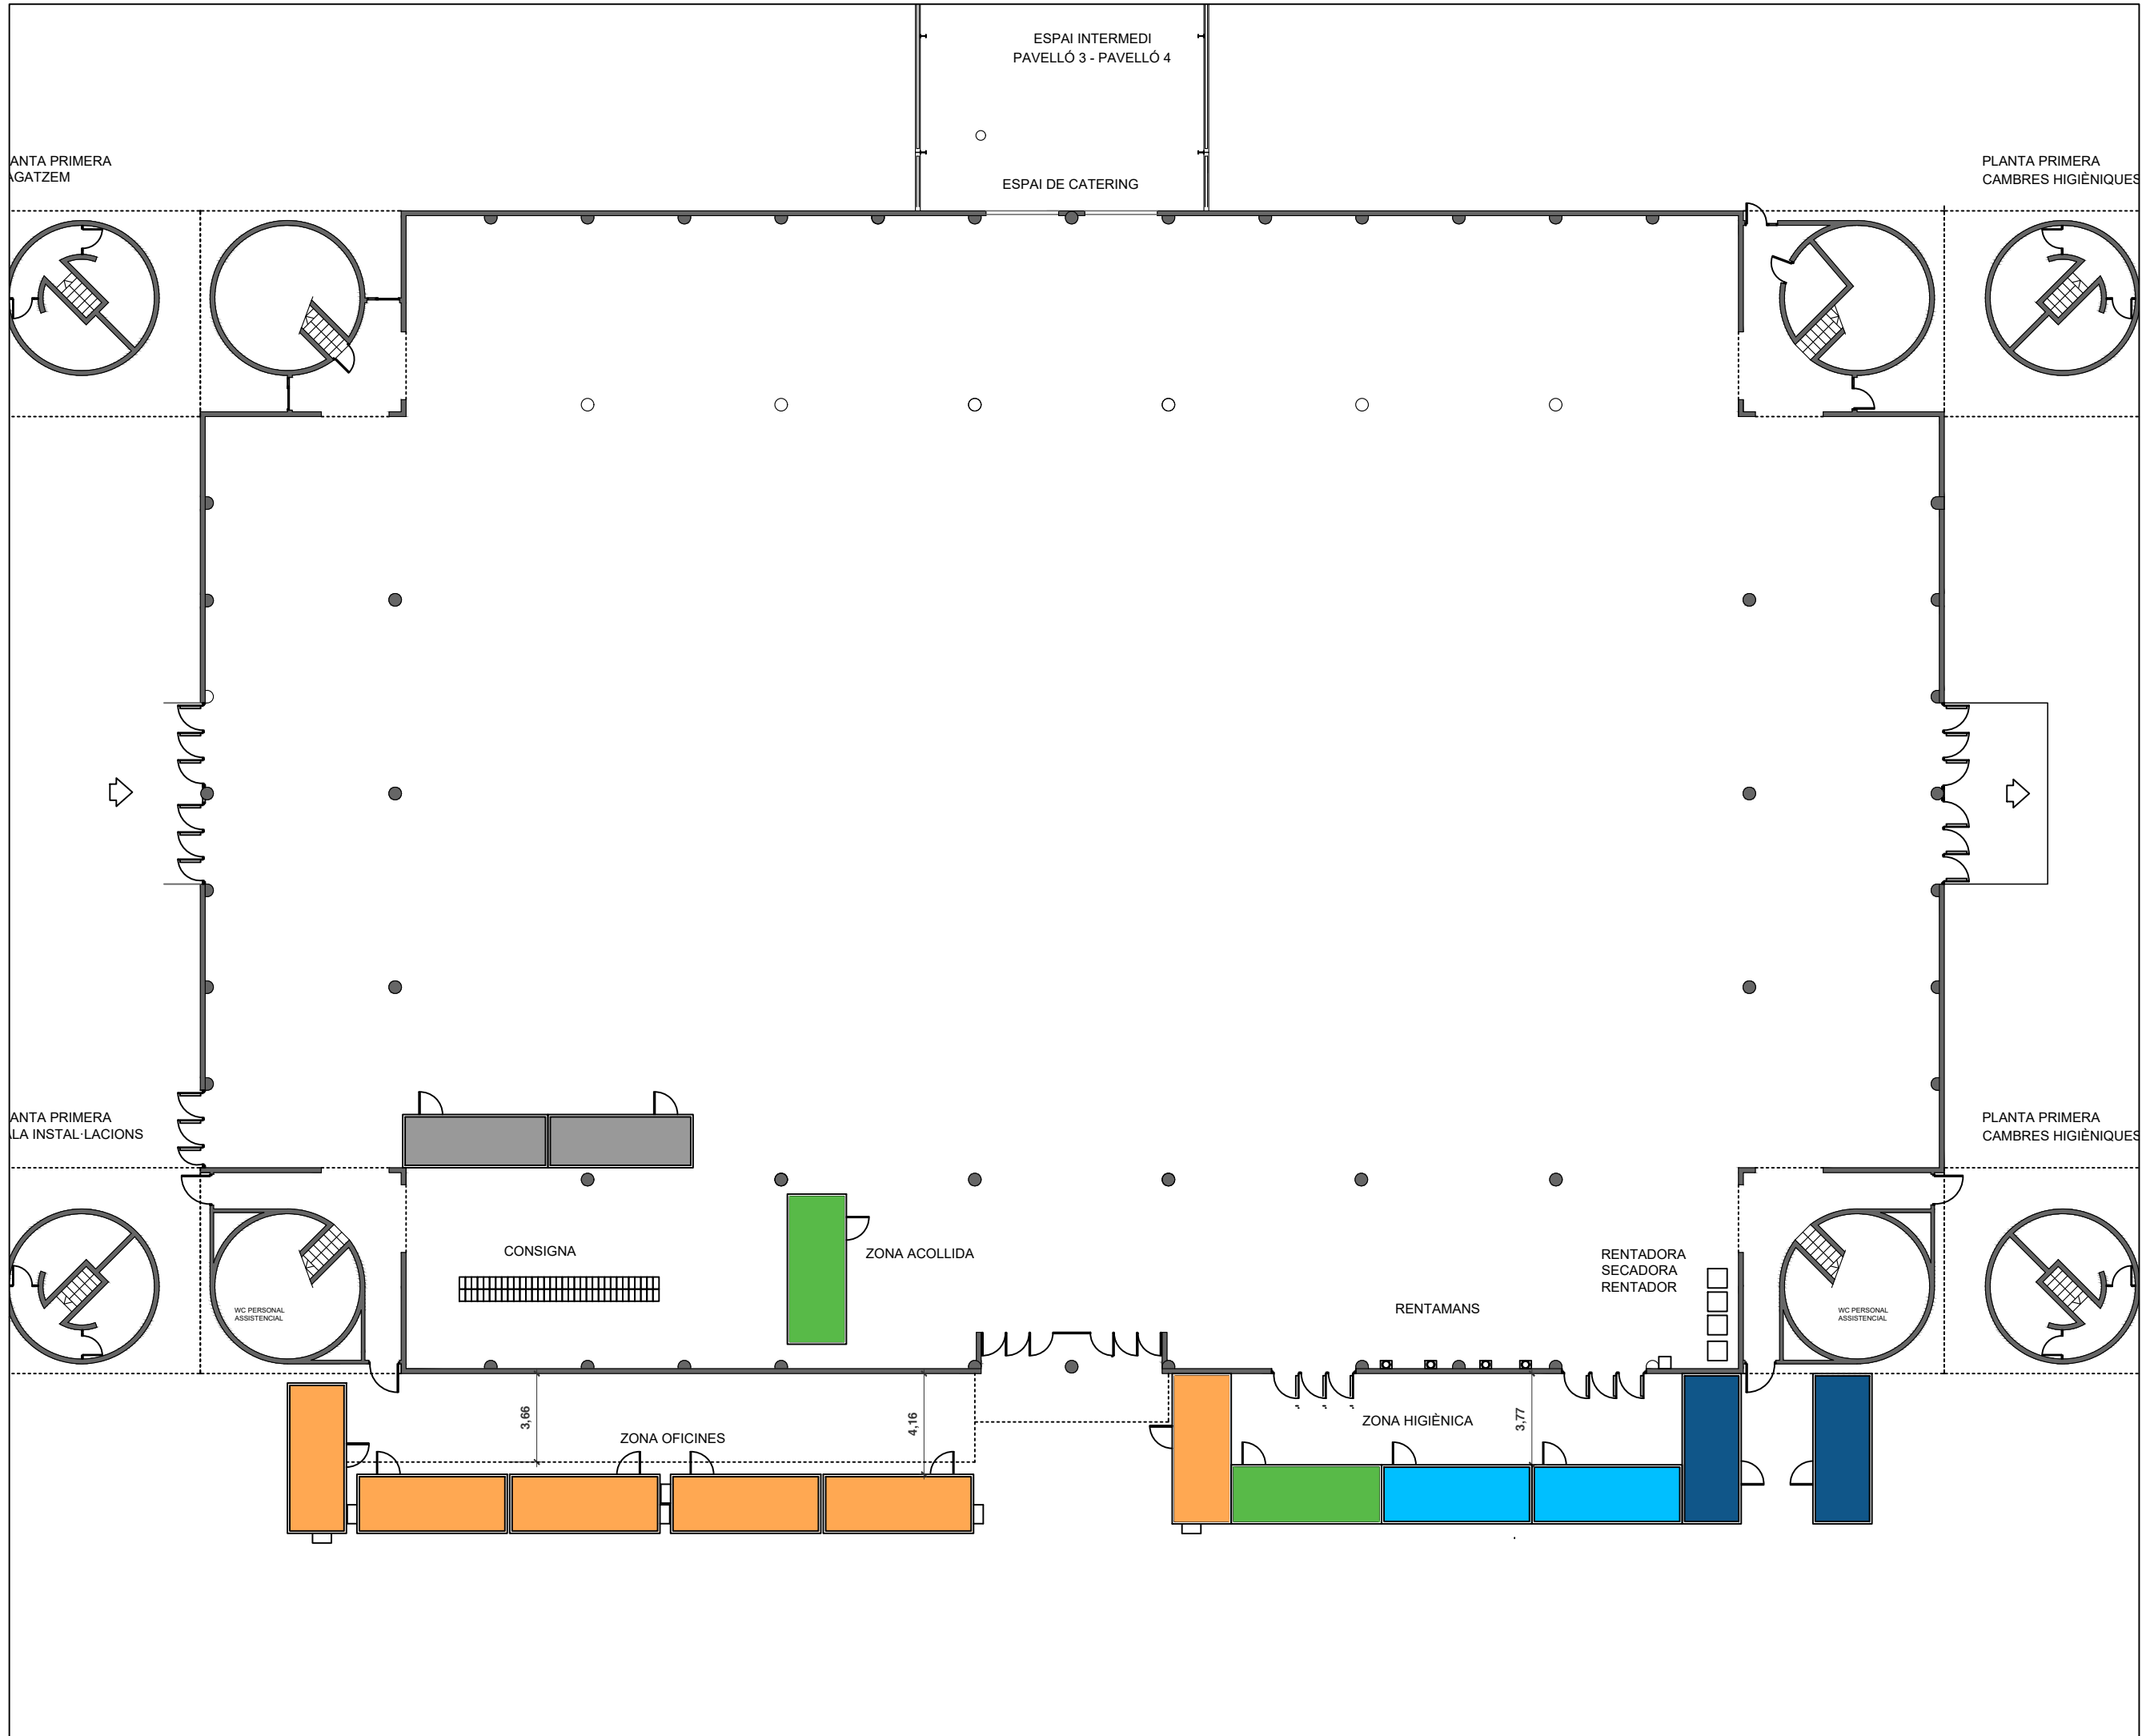 ESPAI INTERMEDI
PAVELLÓ 3 - PAVELLÓ 4
ESPAI DE CATERING
ANTA PRIMERA
AGATZEM
PLANTA PRIMERA
CAMBRES HIGIÈNIQUES
ANTA PRIMERA
ALA INSTAL·LACIONS
PLANTA PRIMERA
CAMBRES HIGIÈNIQUES
CONSIGNA
ZONA ACOLLIDA
RENTADORA
SECADORA
RENTADOR
RENTAMANS
WC PERSONAL
ASSISTENCIAL
WC PERSONAL
ASSISTENCIAL
3,66
4,16
3,77
ZONA OFICINES
ZONA HIGIÈNICA